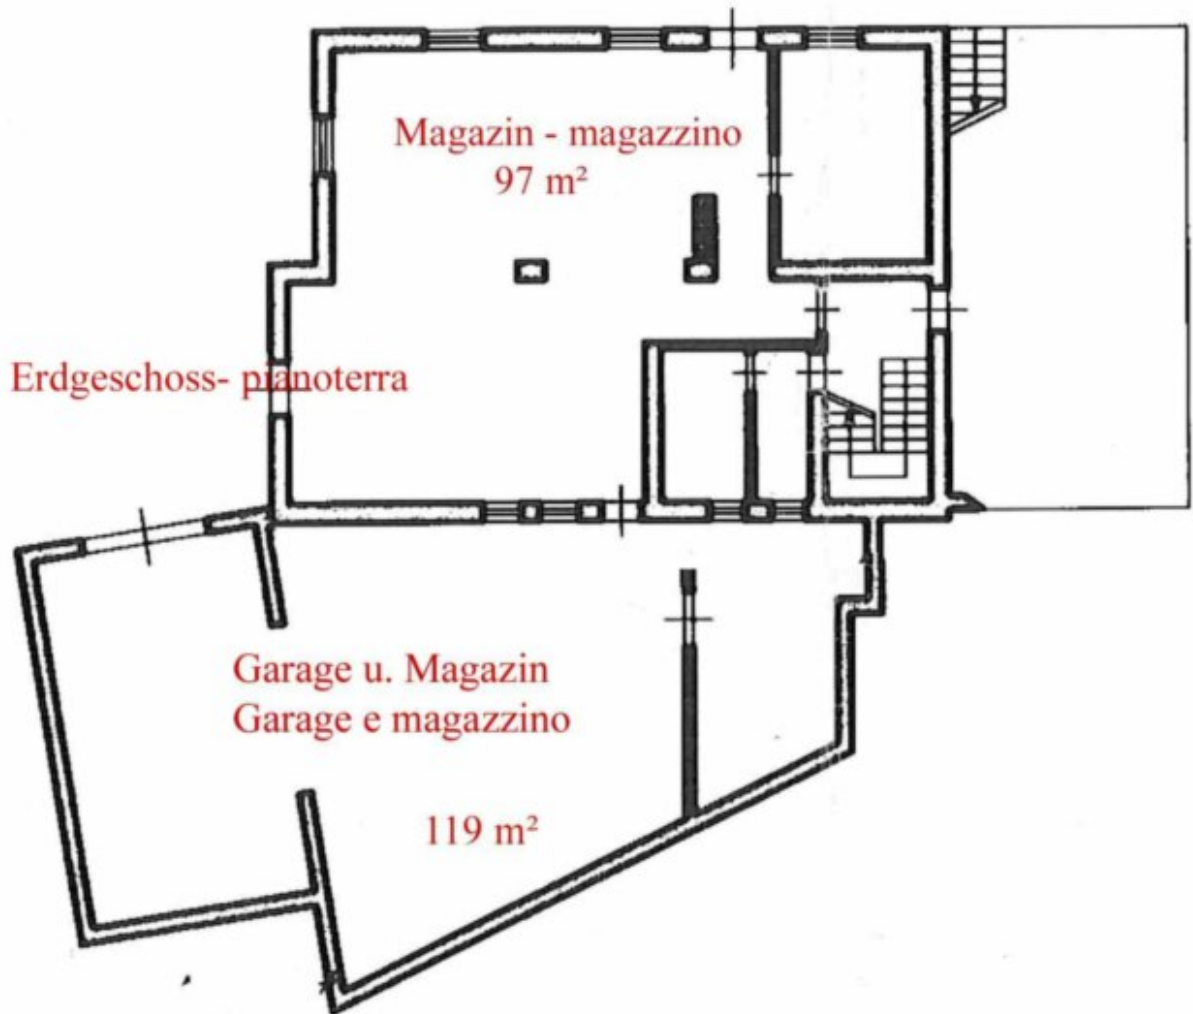 Magazin - magazzino
97 m²
Erdgeschoss- pianoterra
Garage u. Magazin
Garage e magazzino
119 m²